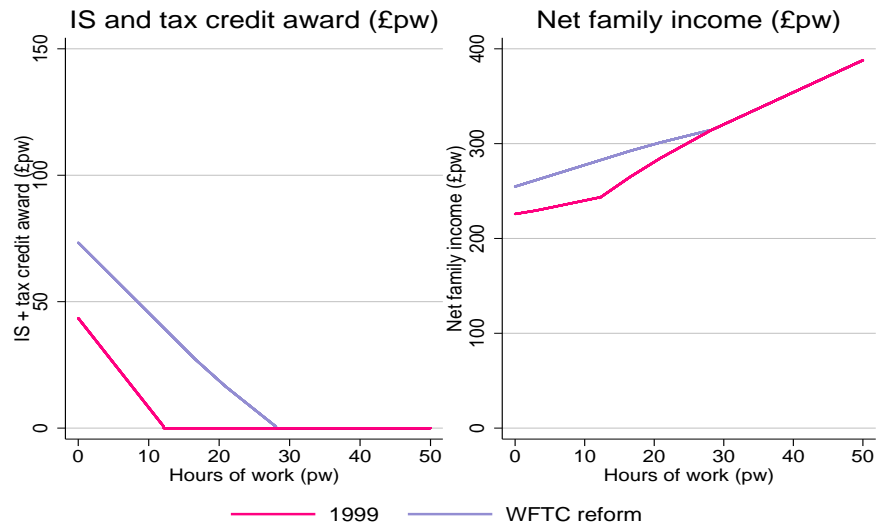 IS and tax credit award (£pw)
IS + tax credit award (£pw)
150
100
50
0
0 10 20 30 40 50
Hours of work (pw)
Net family income (£pw)
Net family income (£pw)
400
300
200
100
0
0 10 20 30 40 50
Hours of work (pw)
1999 WFTC reform